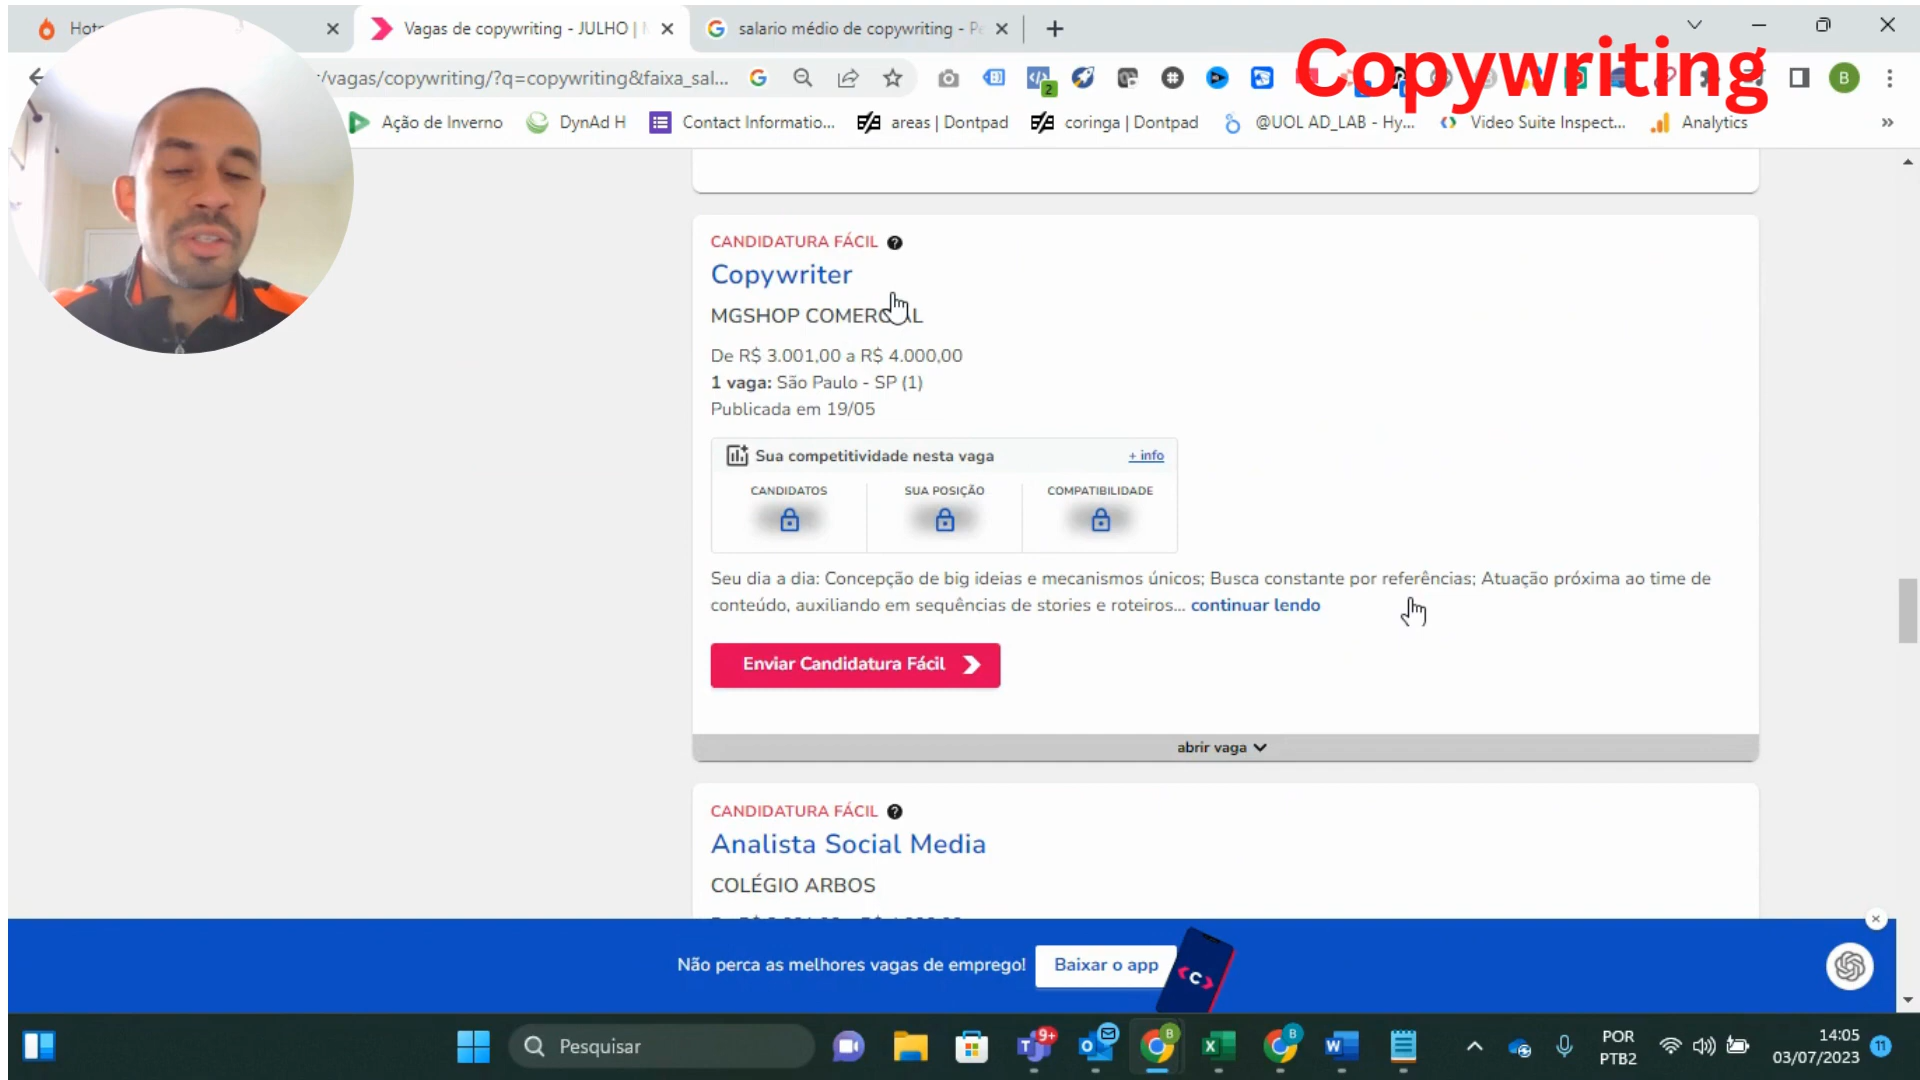 Vagas de copywriting - JULHO |
salario médio de copywriting - Pe
Copywriting
/vagas/copywriting/?q=copywriting&faixa_sal...
2
B
Ação de Inverno
DynAd H
Contact Informatio...
areas | Dontpad
coringa | Dontpad
@UOL AD_LAB - Hy...
Video Suite Inspect...
Analytics
»
CANDIDATURA FÁCIL
Copywriter
MGSHOP COMERCIAL
De R$ 3.001,00 a R$ 4.000,00
1 vaga: São Paulo - SP (1)
Publicada em 19/05
Sua competitividade nesta vaga
+ info
CANDIDATOS
SUA POSIÇÃO
COMPATIBILIDADE
Seu dia a dia: Concepção de big ideias e mecanismos únicos; Busca constante por referências; Atuação próxima ao time de
conteúdo, auxiliando em sequências de stories e roteiros... continuar lendo
Enviar Candidatura Fácil
abrir vaga
CANDIDATURA FÁCIL
Analista Social Media
COLÉGIO ARBOS
Não perca as melhores vagas de emprego!
Baixar o app
Pesquisar
9+
POR
PTB2
14:05
03/07/2023
11